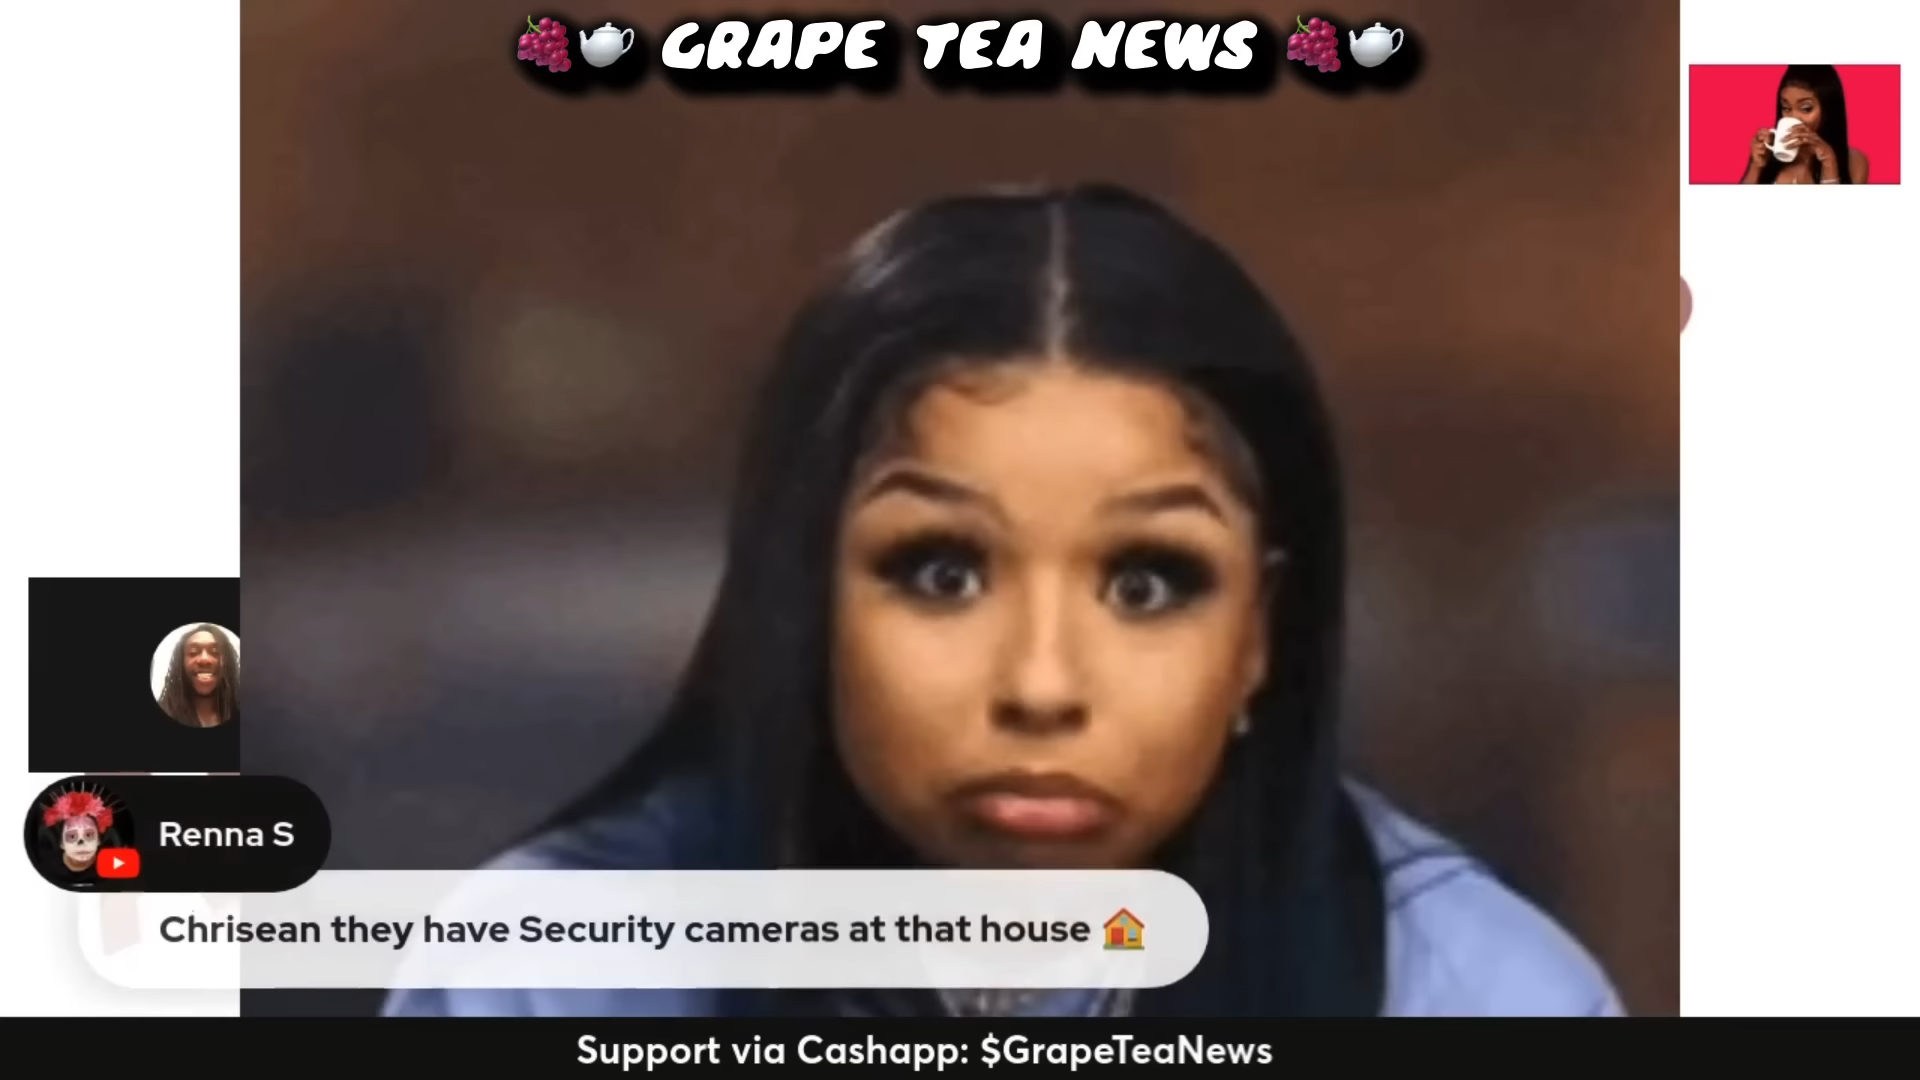 🍇🫖 GRAPE TEA NEWS 🍇🫖
Renna S
Chrisean they have Security cameras at that house 🏠
Support via Cashapp: $GrapeTeaNews